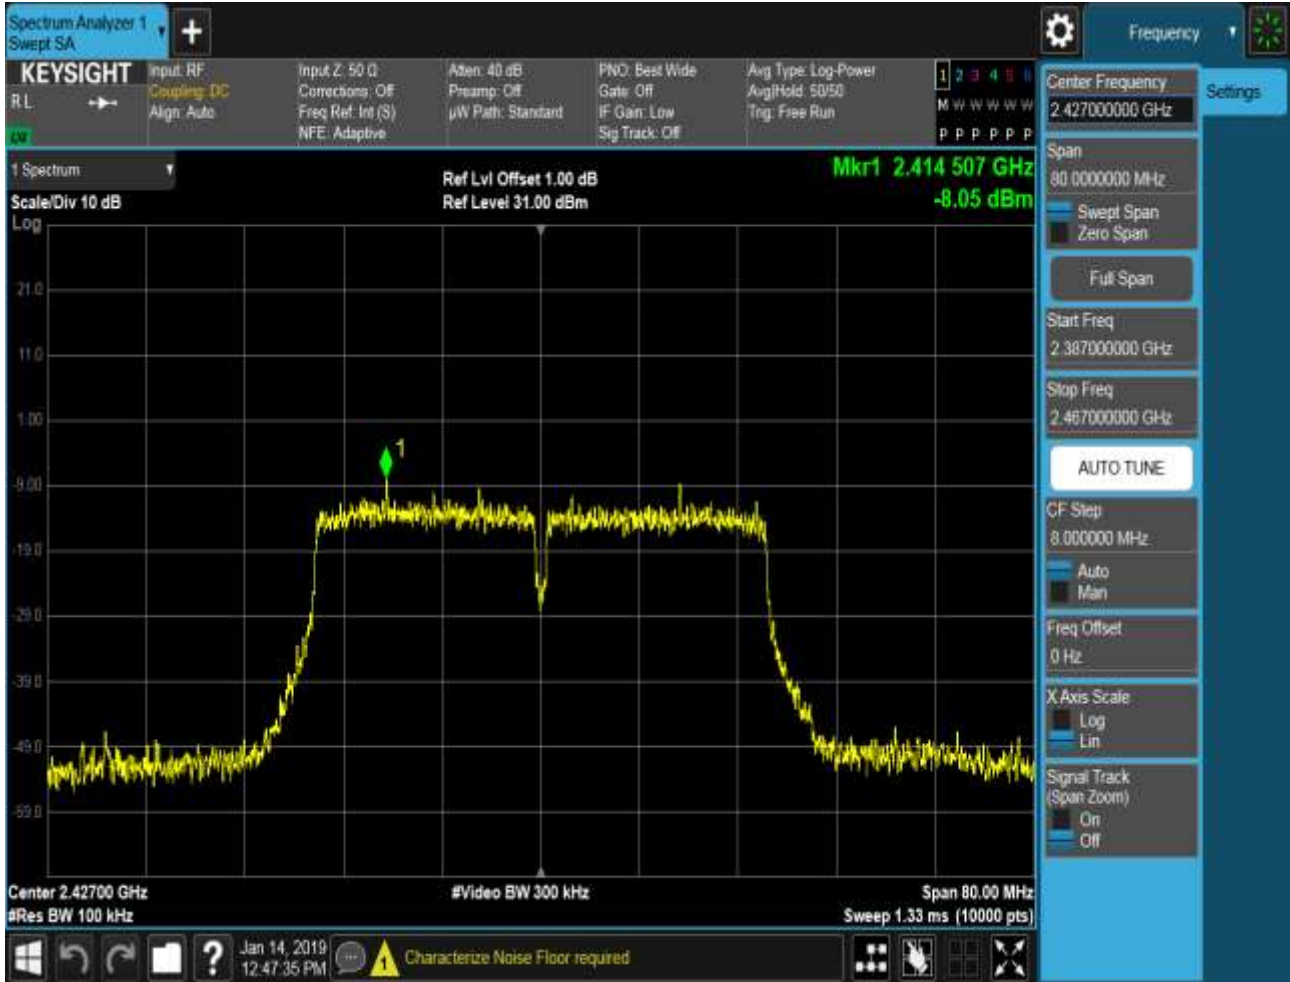 Spectrum Analyzer 1
Swept SA
+
Frequency
KEYSIGHT
RL
Input: RF
Coupling: DC
Align: Auto
Input Z: 50 Ω
Corrections: Off
Freq Ref: Int (S)
NFE: Adaptive
Atten: 40 dB
Preamp: Off
µW Path: Standard
PNO: Best Wide
Gate: Off
IF Gain: Low
Sig Track: Off
Avg Type: Log-Power
Avg|Hold: 50/50
Trig: Free Run
1 2 3 4 5 6
M W W W W W
P P P P P P
1 Spectrum
Scale/Div 10 dB
Log
Ref Lvl Offset 1.00 dB
Ref Level 31.00 dBm
Mkr1 2.414 507 GHz
-8.05 dBm
21.0
11.0
1.00
-9.00
-19.0
-29.0
-39.0
-49.0
-59.0
1
Center 2.42700 GHz
#Res BW 100 kHz
#Video BW 300 kHz
Span 80.00 MHz
Sweep 1.33 ms (10000 pts)
Center Frequency
2.427000000 GHz
Settings
Span
80.0000000 MHz
Swept Span
Zero Span
Full Span
Start Freq
2.387000000 GHz
Stop Freq
2.467000000 GHz
AUTO TUNE
CF Step
8.000000 MHz
Auto
Man
Freq Offset
0 Hz
X Axis Scale
Log
Lin
Signal Track
(Span Zoom)
On
Off
?
Jan 14, 2019
12:47:35 PM
1
Characterize Noise Floor required